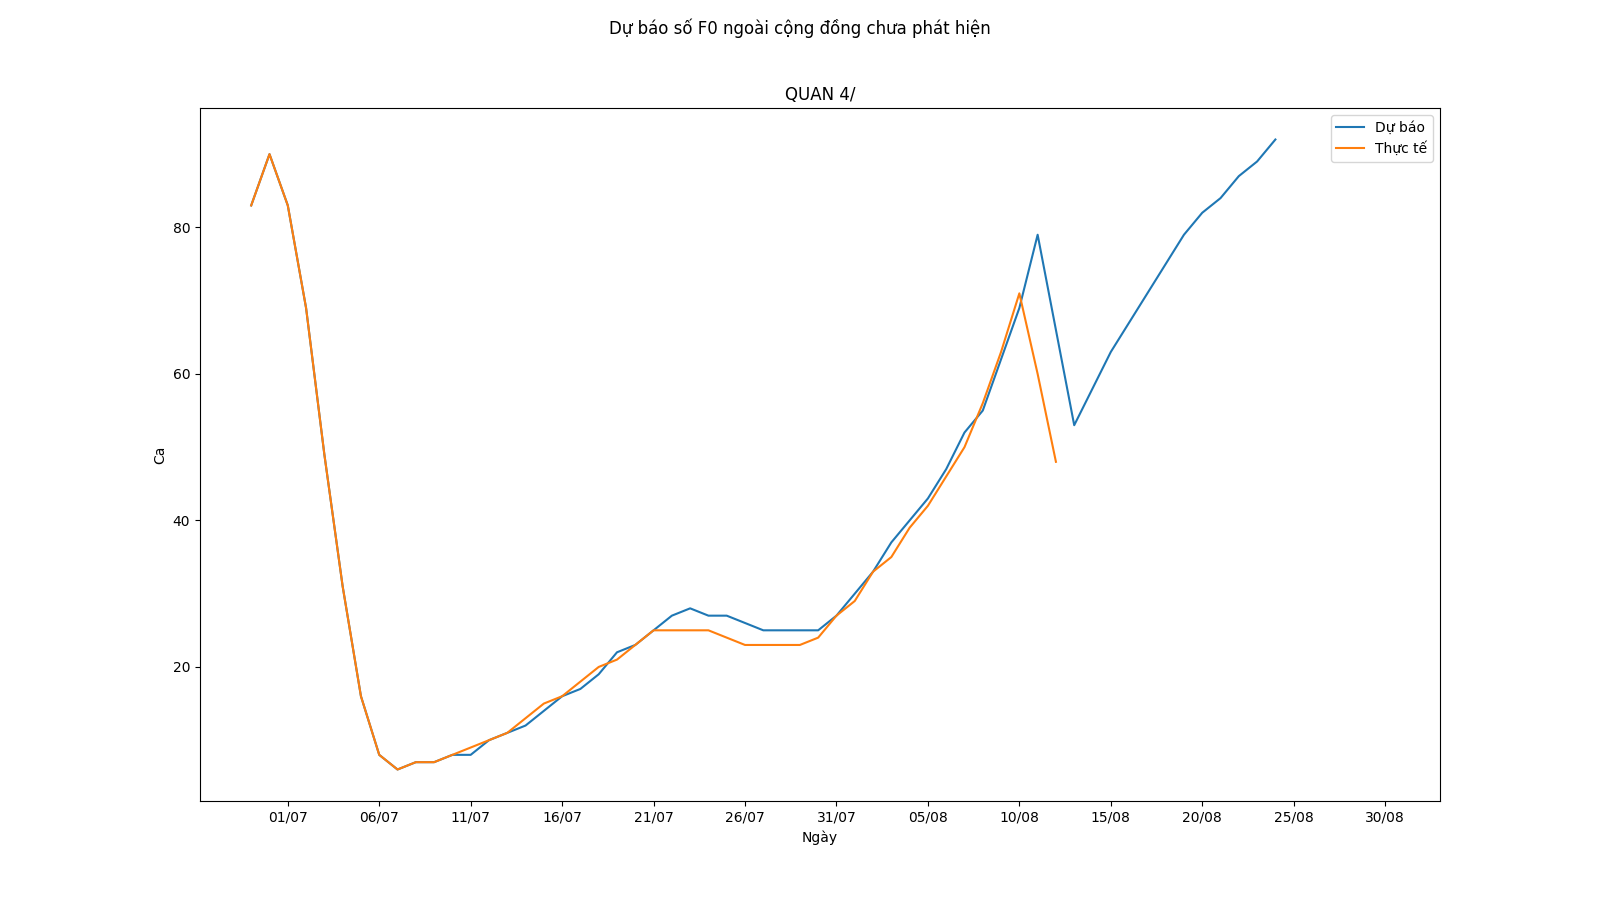 Dự báo số F0 ngoài cộng đồng chưa phát hiện
QUAN 4/
Dự báo
Thực tế
80
60
40
20
Ca
01/07 06/07 11/07 16/07 21/07 26/07 31/07 05/08 10/08 15/08 20/08 25/08 30/08
Ngày